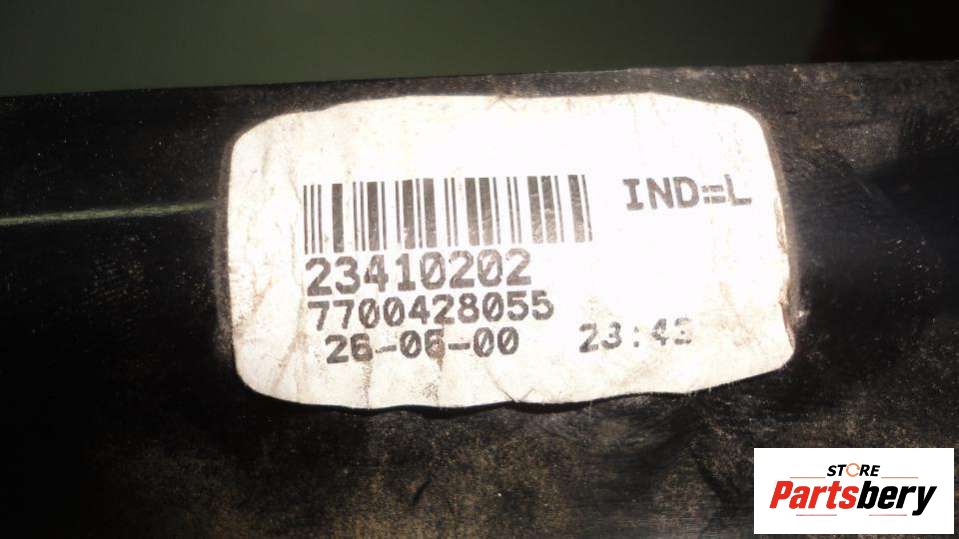 IND=L
23410202
7700428055
26-06-00 23:43
STORE
Partsbery